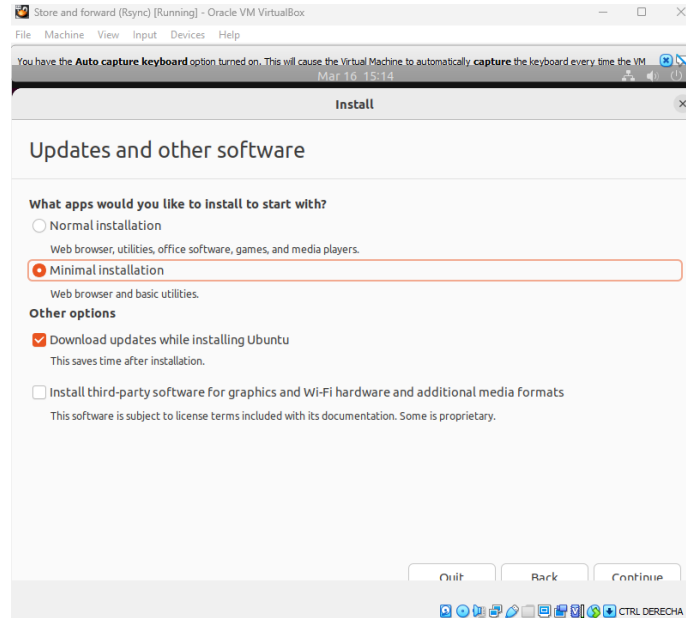 Store and forward (Rsync) [Running] - Oracle VM VirtualBox
File Machine View Input Devices Help
You have the Auto capture keyboard option turned on. This will cause the Virtual Machine to automatically capture the keyboard every time the VM
Mar 16 15:14
Install
Updates and other software
What apps would you like to install to start with?
Normal installation
Web browser, utilities, office software, games, and media players.
Minimal installation
Web browser and basic utilities.
Other options
Download updates while installing Ubuntu
This saves time after installation.
Install third-party software for graphics and Wi-Fi hardware and additional media formats
This software is subject to license terms included with its documentation. Some is proprietary.
Quit Back Continue
CTRL DERECHA